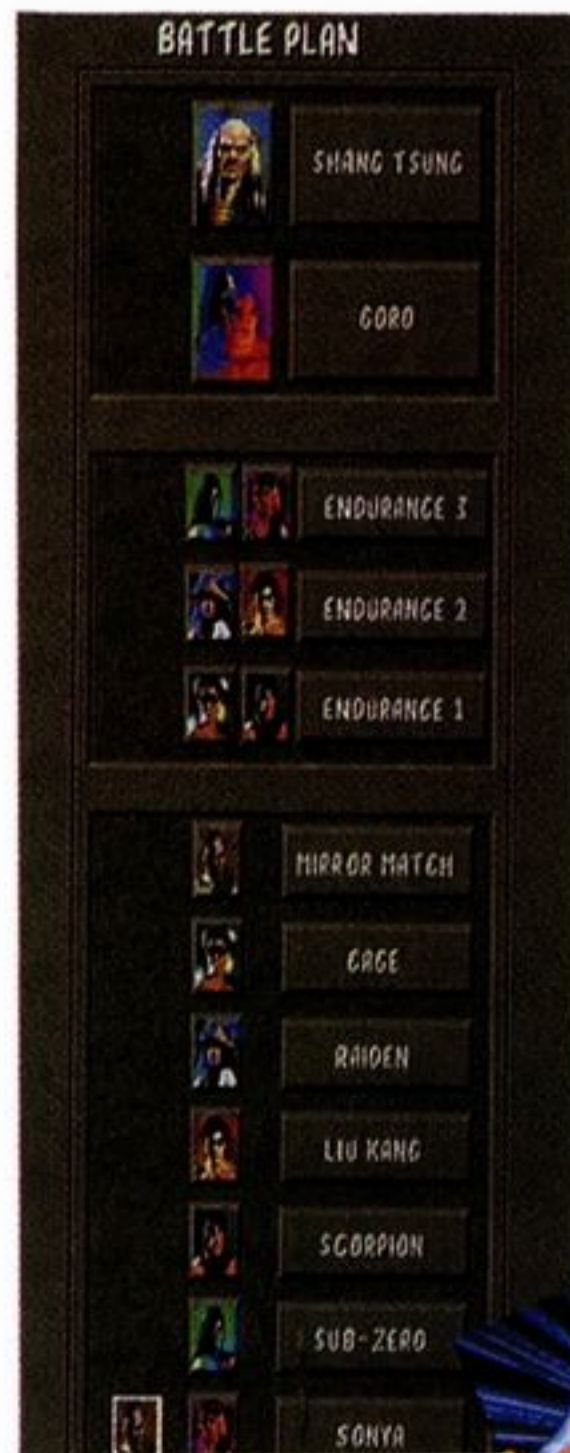 BATTLE PLAN
SHANG TSUNG
GORO
ENDURANCE 3
ENDURANCE 2
ENDURANCE 1
MIRROR MATCH
CAGE
RAIDEN
LIU KANG
SCORPION
SUB-ZERO
SONYA